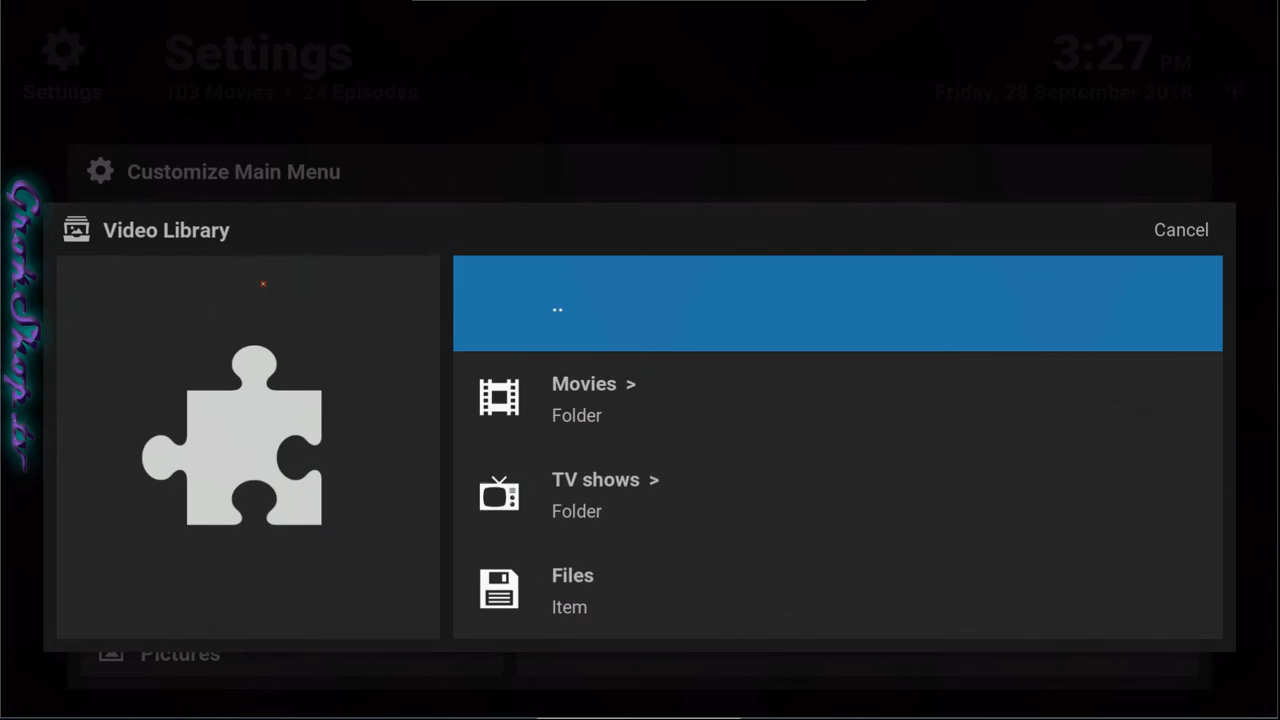 Settings
3:27 PM
Settings
103 Movies • 24 Episodes
Friday, 28 September 2018
°F
Customize Main Menu
Video Library
Cancel
..
Movies >
Folder
TV shows >
Folder
Files
Item
Pictures